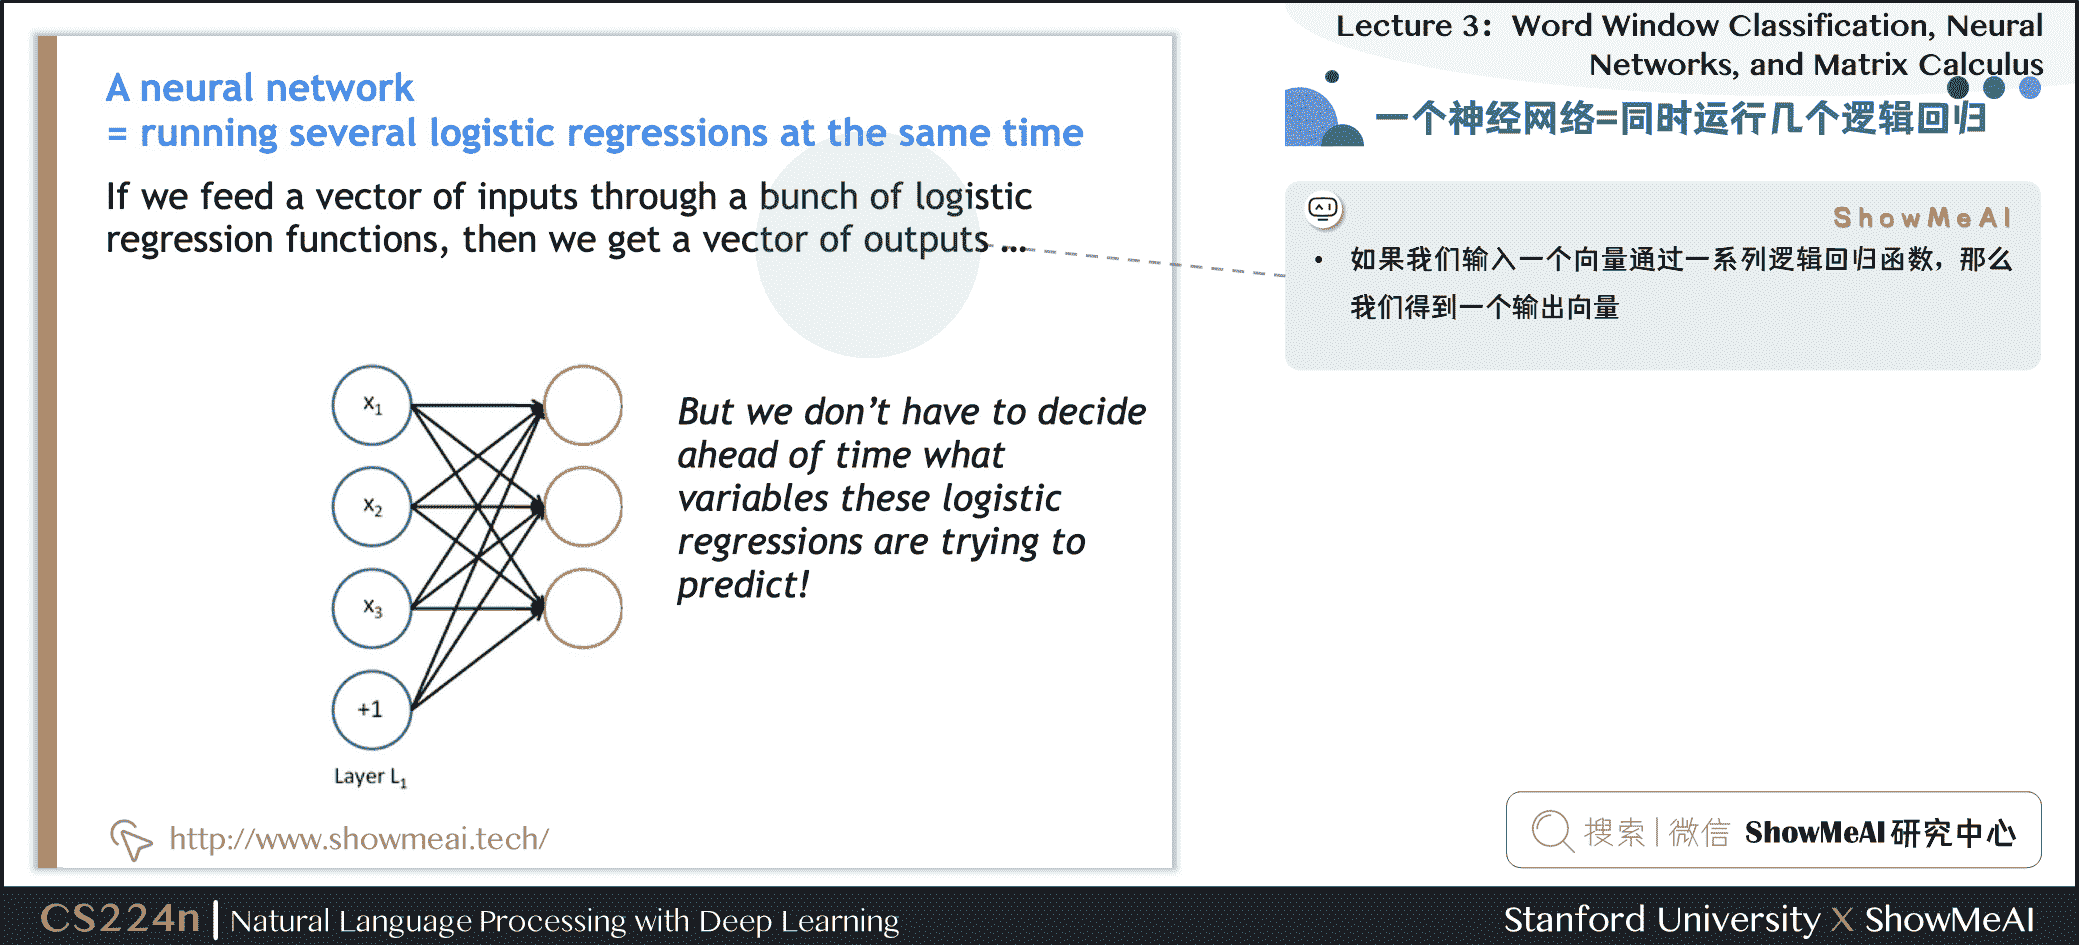 Lecture 3：Word Window Classification, Neural
Networks, and Matrix Calculus
A neural network
= running several logistic regressions at the same time
If we feed a vector of inputs through a bunch of logistic
regression functions, then we get a vector of outputs ...
x₁
x₂
x₃
+1
Layer L₁
But we don’t have to decide
ahead of time what
variables these logistic
regressions are trying to
predict!
http://www.showmeai.tech/
一个神经网络=同时运行几个逻辑回归
ShowMeAI
• 如果我们输入一个向量通过一系列逻辑回归函数，那么
我们得到一个输出向量
搜索|微信 ShowMeAI研究中心
CS224n | Natural Language Processing with Deep Learning
Stanford University X ShowMeAI